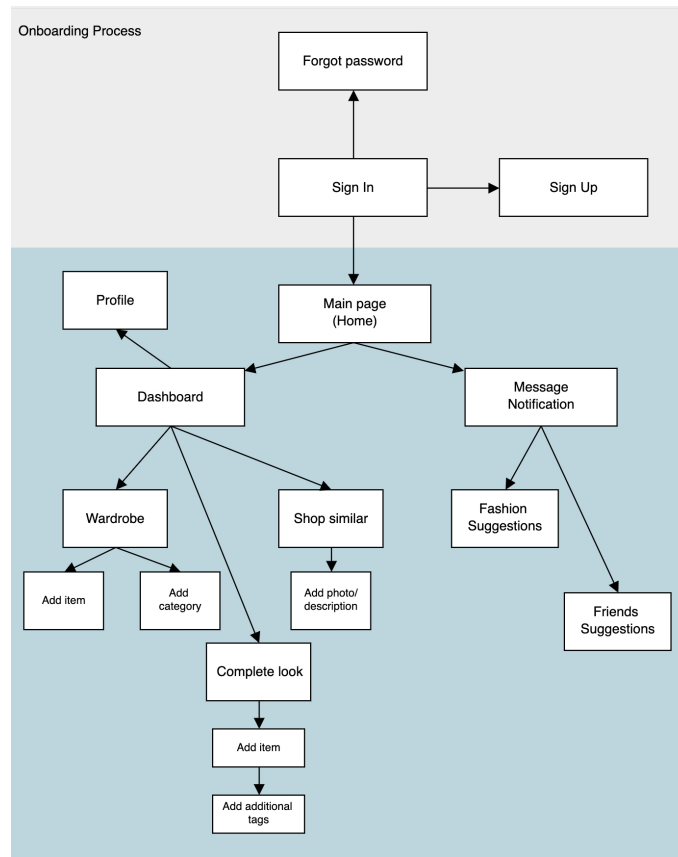 Onboarding Process
Forgot password
Sign In
Sign Up
Profile
Main page
(Home)
Dashboard
Message
Notification
Wardrobe
Shop similar
Fashion
Suggestions
Add item
Add
category
Add photo/
description
Friends
Suggestions
Complete look
Add item
Add additional
tags